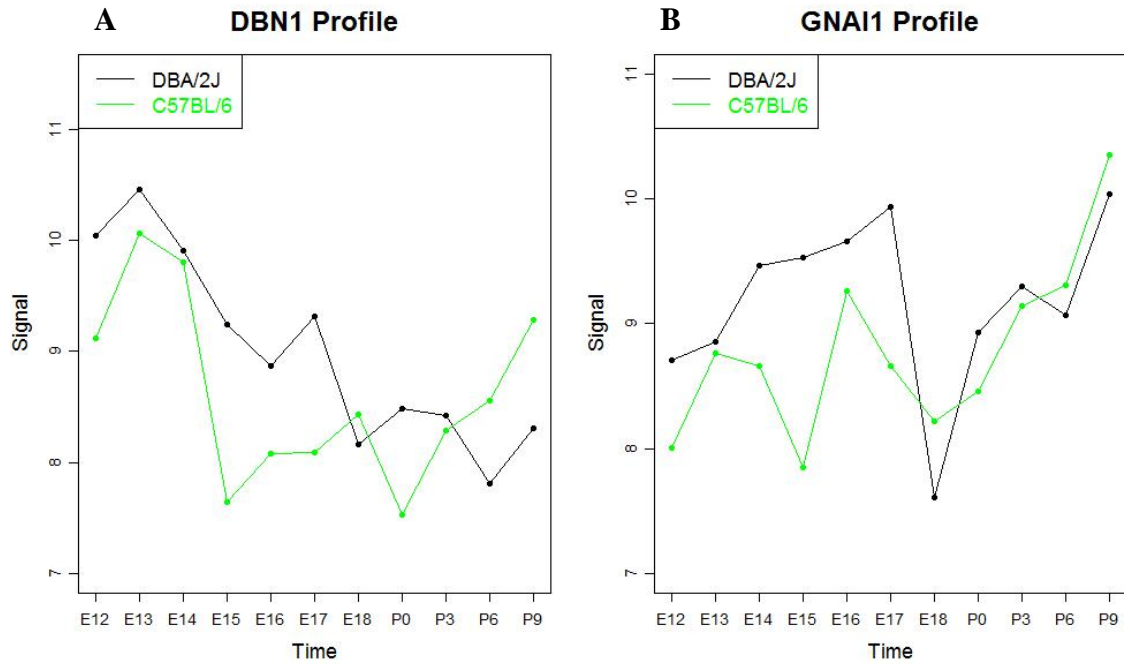 A
DBN1 Profile
DBA/2J
C57BL/6
Signal
11
10
9
8
7
E12 E13 E14 E15 E16 E17 E18 P0 P3 P6 P9
Time
B
GNAI1 Profile
DBA/2J
C57BL/6
Signal
11
10
9
8
7
E12 E13 E14 E15 E16 E17 E18 P0 P3 P6 P9
Time